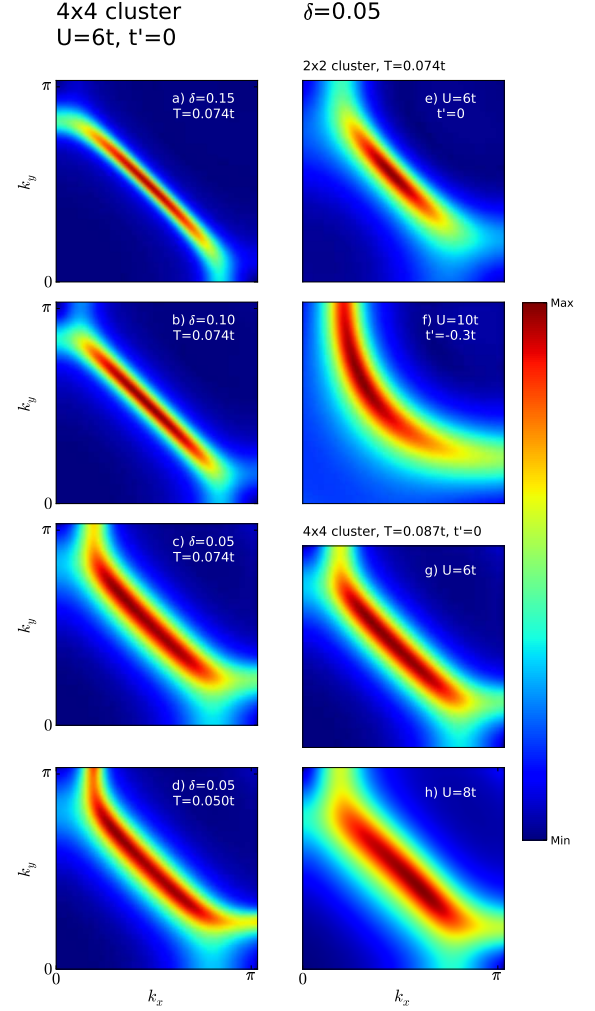 4x4 cluster
U=6t, t'=0
δ=0.05
2x2 cluster, T=0.074t
π
a) δ=0.15
T=0.074t
k_y
0
e) U=6t
t'=0
π
b) δ=0.10
T=0.074t
k_y
0
f) U=10t
t'=-0.3t
Max
Min
π
c) δ=0.05
T=0.074t
k_y
0
4x4 cluster, T=0.087t, t'=0
g) U=6t
π
d) δ=0.05
T=0.050t
k_y
0
0
π
k_x
h) U=8t
0
π
k_x